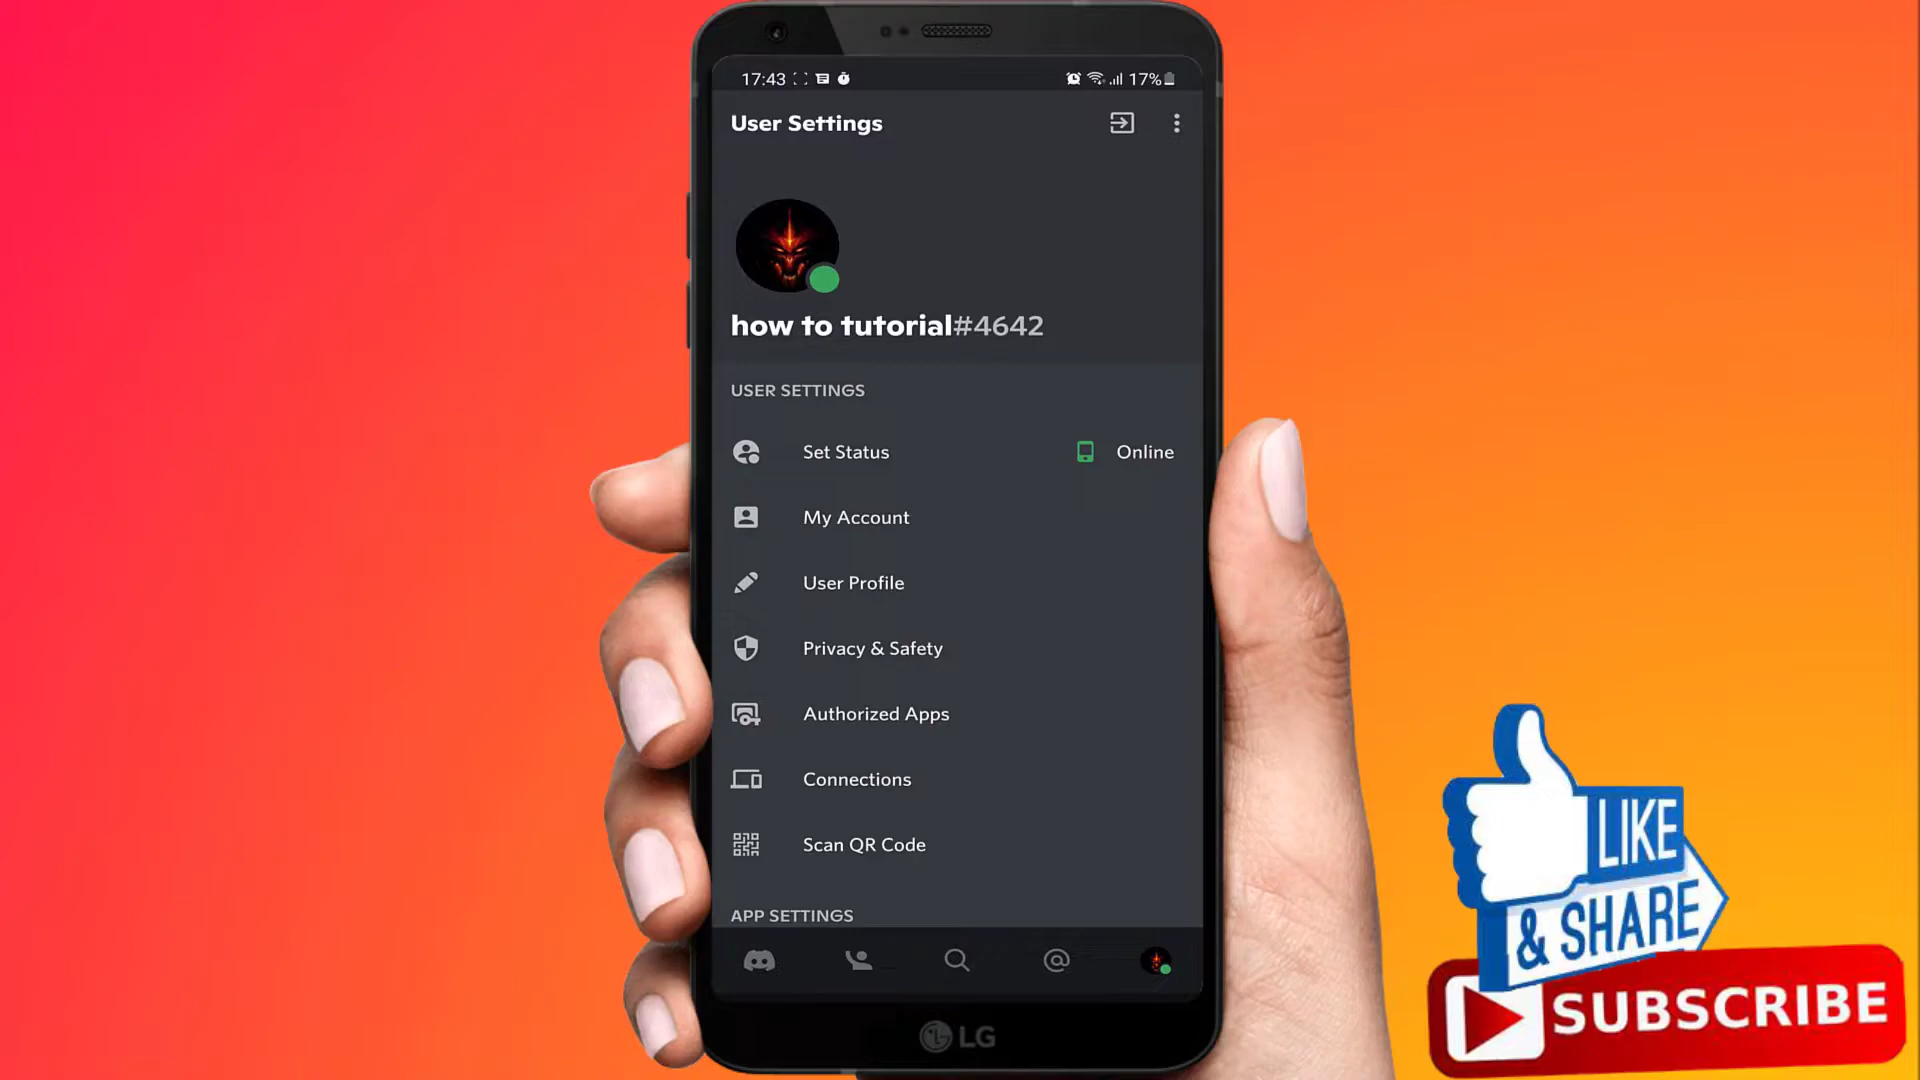 17:43 17%
User Settings
how to tutorial#4642
USER SETTINGS
Set Status Online
My Account
User Profile
Privacy & Safety
Authorized Apps
Connections
Scan QR Code
APP SETTINGS
LG
LIKE
& SHARE
SUBSCRIBE